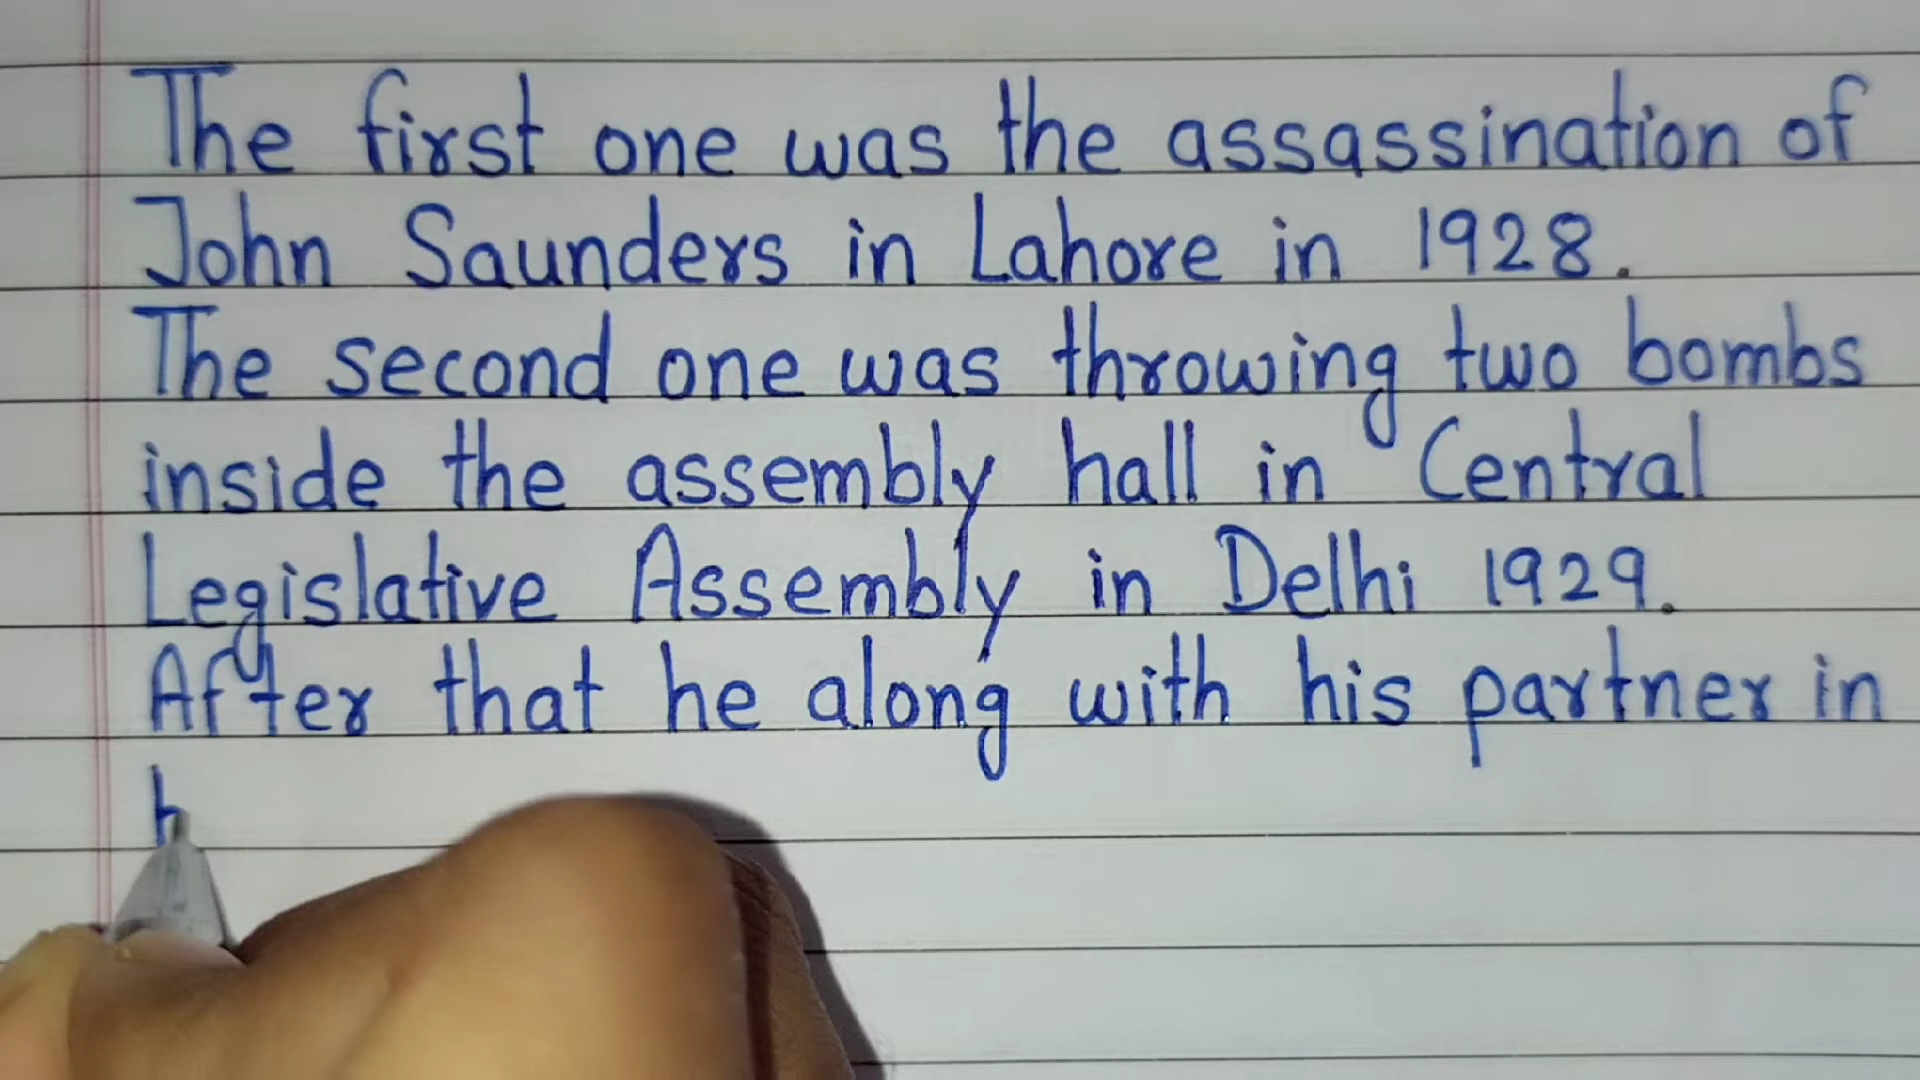 The first one was the assassination of
John Saunders in Lahore in 1928.
The second one was throwing two bombs
inside the assembly hall in Central
Legislative Assembly in Delhi 1929.
After that he along with his partner in